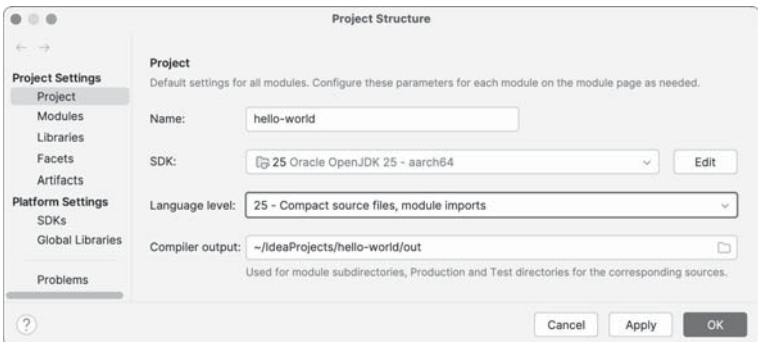 Project Structure
Project Settings
Project
Modules
Libraries
Facets
Artifacts
Platform Settings
SDKs
Global Libraries
Problems
Project
Default settings for all modules. Configure these parameters for each module on the module page as needed.
Name: hello-world
SDK: 25 Oracle OpenJDK 25 - aarch64 Edit
Language level: 25 - Compact source files, module imports
Compiler output: ~/IdeaProjects/hello-world/out
Used for module subdirectories, Production and Test directories for the corresponding sources.
? Cancel Apply OK